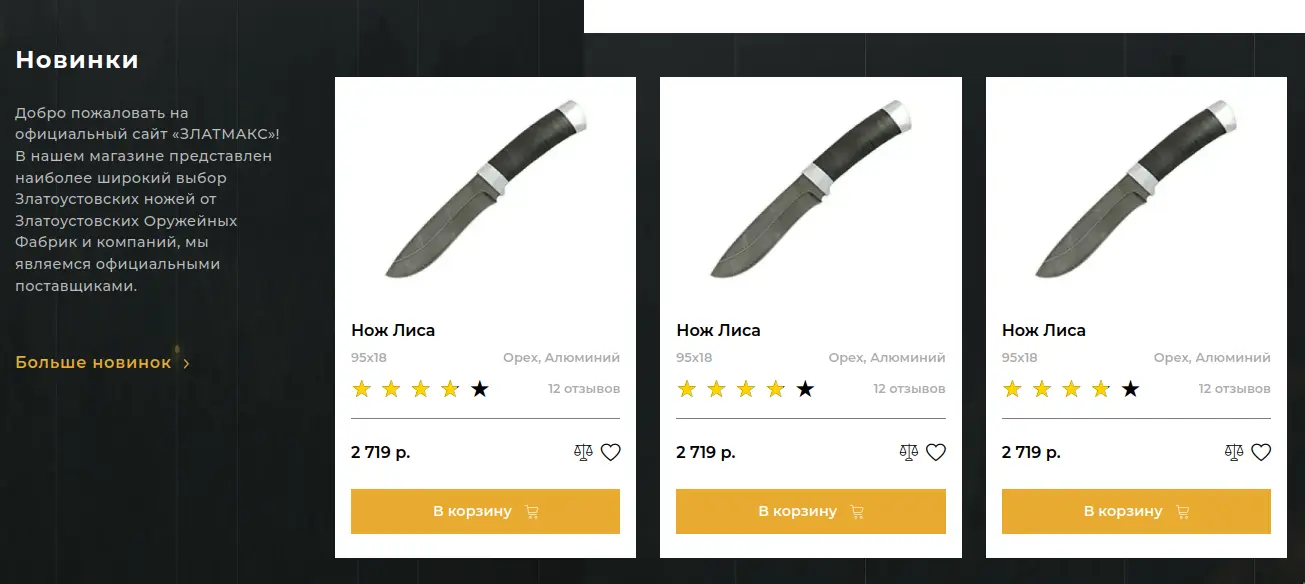 Новинки
Добро пожаловать на
официальный сайт «ЗЛАТМАКС»!
В нашем магазине представлен
наиболее широкий выбор
Златоустовских ножей от
Златоустовских Оружейных
Фабрик и компаний, мы
являемся официальными
поставщиками.
Больше новинок
Нож Лиса
95х18 Орех, Алюминий
12 отзывов
2 719 р.
В корзину
Нож Лиса
95х18 Орех, Алюминий
12 отзывов
2 719 р.
В корзину
Нож Лиса
95х18 Орех, Алюминий
12 отзывов
2 719 р.
В корзину